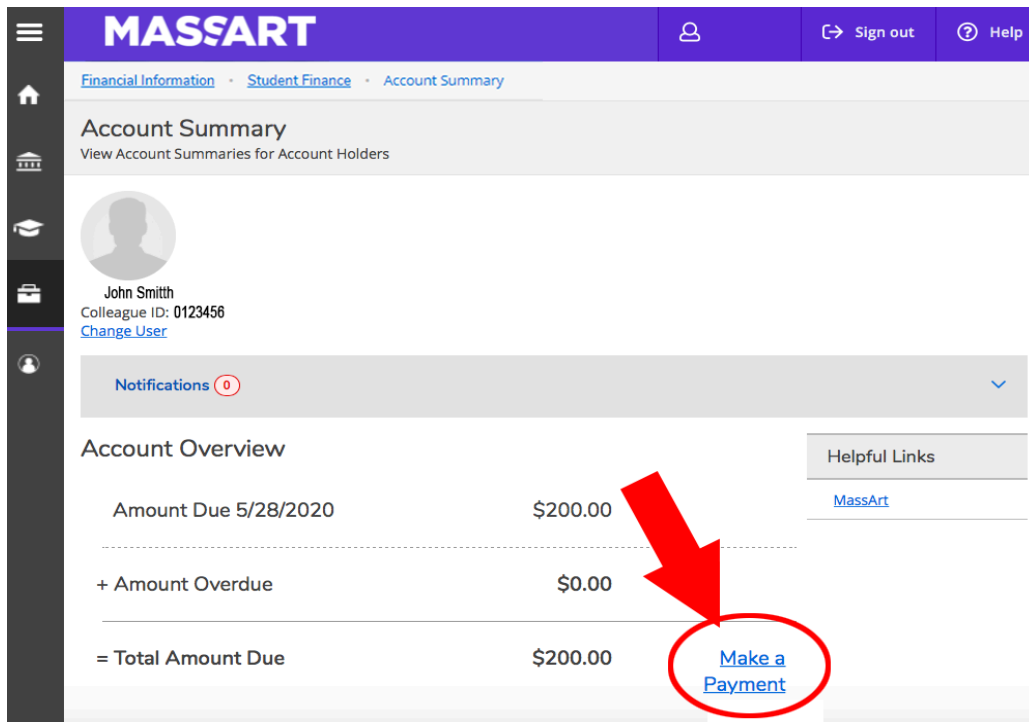 MASSART
Sign out
Help
Financial Information • Student Finance • Account Summary
Account Summary
View Account Summaries for Account Holders
John Smitth
Colleague ID: 0123456
Change User
Notifications 0
Account Overview
Amount Due 5/28/2020 $200.00
+ Amount Overdue $0.00
= Total Amount Due $200.00
Make a
Payment
Helpful Links
MassArt